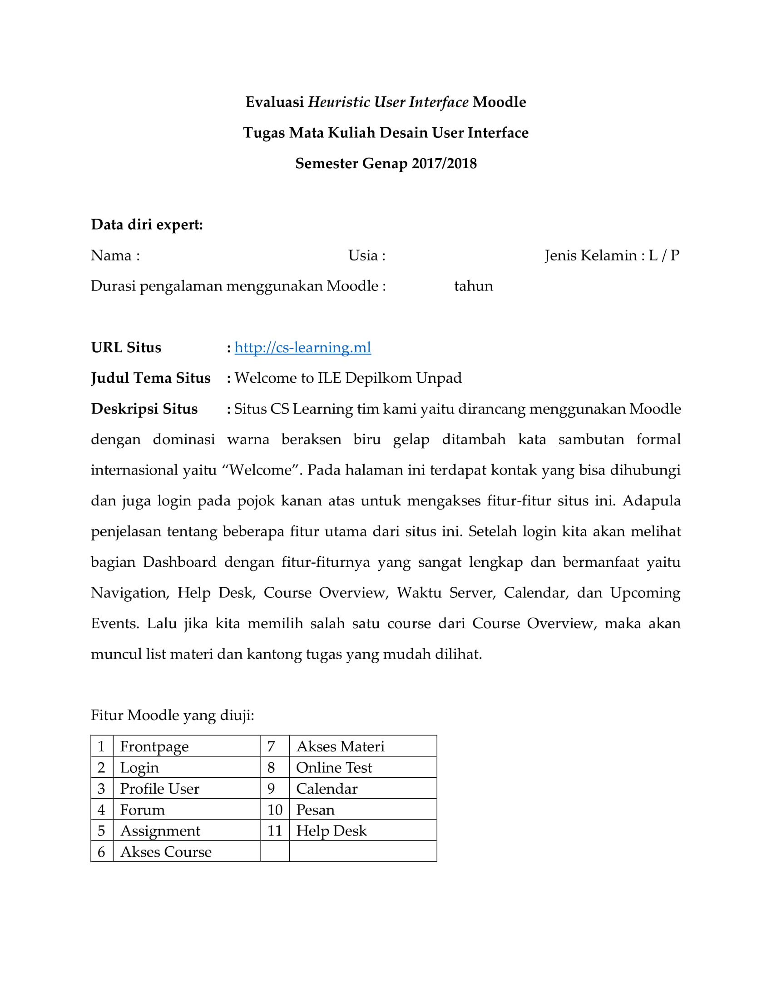 Evaluasi Heuristic User Interface Moodle
Tugas Mata Kuliah Desain User Interface
Semester Genap 2017/2018
Data diri expert:
Nama : Usia : Jenis Kelamin : L / P
Durasi pengalaman menggunakan Moodle : tahun
URL Situs : http://cs-learning.ml
Judul Tema Situs : Welcome to ILE Depilkom Unpad
Deskripsi Situs : Situs CS Learning tim kami yaitu dirancang menggunakan Moodle
dengan dominasi warna beraksen biru gelap ditambah kata sambutan formal
internasional yaitu “Welcome”. Pada halaman ini terdapat kontak yang bisa dihubungi
dan juga login pada pojok kanan atas untuk mengakses fitur-fitur situs ini. Adapula
penjelasan tentang beberapa fitur utama dari situs ini. Setelah login kita akan melihat
bagian Dashboard dengan fitur-fiturnya yang sangat lengkap dan bermanfaat yaitu
Navigation, Help Desk, Course Overview, Waktu Server, Calendar, dan Upcoming
Events. Lalu jika kita memilih salah satu course dari Course Overview, maka akan
muncul list materi dan kantong tugas yang mudah dilihat.
Fitur Moodle yang diuji:
1 Frontpage 7 Akses Materi
2 Login 8 Online Test
3 Profile User 9 Calendar
4 Forum 10 Pesan
5 Assignment 11 Help Desk
6 Akses Course